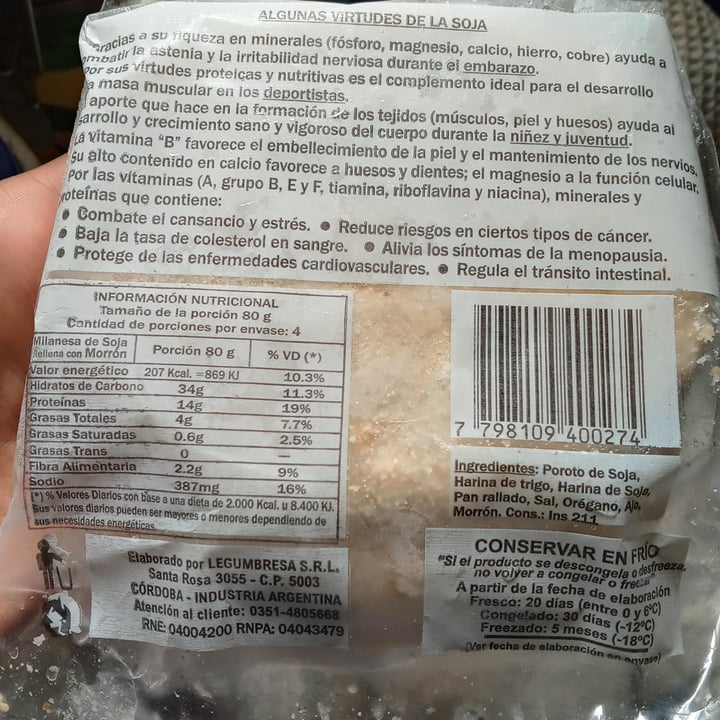 ALGUNAS VIRTUDES DE LA SOJA
Gracias a su riqueza en minerales (fósforo, magnesio, calcio, hierro, cobre) ayuda a
combatir la astenia y la irritabilidad nerviosa durante el embarazo.
Por sus virtudes proteicas y nutritivas es el complemento ideal para el desarrollo
a masa muscular en los deportistas.
aporte que hace en la formación de los tejidos (músculos, piel y huesos) ayuda al
sarrollo y crecimiento sano y vigoroso del cuerpo durante la niñez y juventud.
La vitamina "B" favorece el embellecimiento de la piel y el mantenimiento de los nervios.
Su alto contenido en calcio favorece a huesos y dientes; el magnesio a la función celular.
Por las vitaminas (A, grupo B, E y F, tiamina, riboflavina y niacina), minerales y
proteínas que contiene:
• Combate el cansancio y estrés. • Reduce riesgos en ciertos tipos de cáncer.
• Baja la tasa de colesterol en sangre. • Alivia los síntomas de la menopausia.
• Protege de las enfermedades cardiovasculares. • Regula el tránsito intestinal.
INFORMACIÓN NUTRICIONAL
Tamaño de la porción 80 g
Cantidad de porciones por envase: 4
Milanesa de Soja
Rellena con Morrón
Porción 80 g
% VD (*)
Valor energético 207 Kcal. =869 KJ 10.3%
Hidratos de Carbono 34g 11.3%
Proteínas 14g 19%
Grasas Totales 4g 7.7%
Grasas Saturadas 0.6g 2.5%
Grasas Trans 0 —
Fibra Alimentaria 2.2g 9%
Sodio 387mg 16%
(*) % Valores Diarios con base a una dieta de 2.000 Kcal. u 8.400 KJ.
Sus valores diarios pueden ser mayores o menores dependiendo de
sus necesidades energéticas.
7 798109 400274
Ingredientes: Poroto de Soja,
Harina de trigo, Harina de Soja,
Pan rallado, Sal, Orégano, Ajo,
Morrón. Cons.: Ins 211
Elaborado por LEGUMBRESA S.R.L.
Santa Rosa 3055 - C.P. 5003
CÓRDOBA - INDUSTRIA ARGENTINA
Atención al cliente: 0351-4805668
RNE: 04004200 RNPA: 04043479
CONSERVAR EN FRÍO
"Si el producto se descongela o desfreeza,
no volver a congelar o freezar"
A partir de la fecha de elaboración
Fresco: 20 días (entre 0 y 6ºC)
Congelado: 30 días (-12ºC)
Freezado: 5 meses (-18ºC)
(Ver fecha de elaboración en envase)